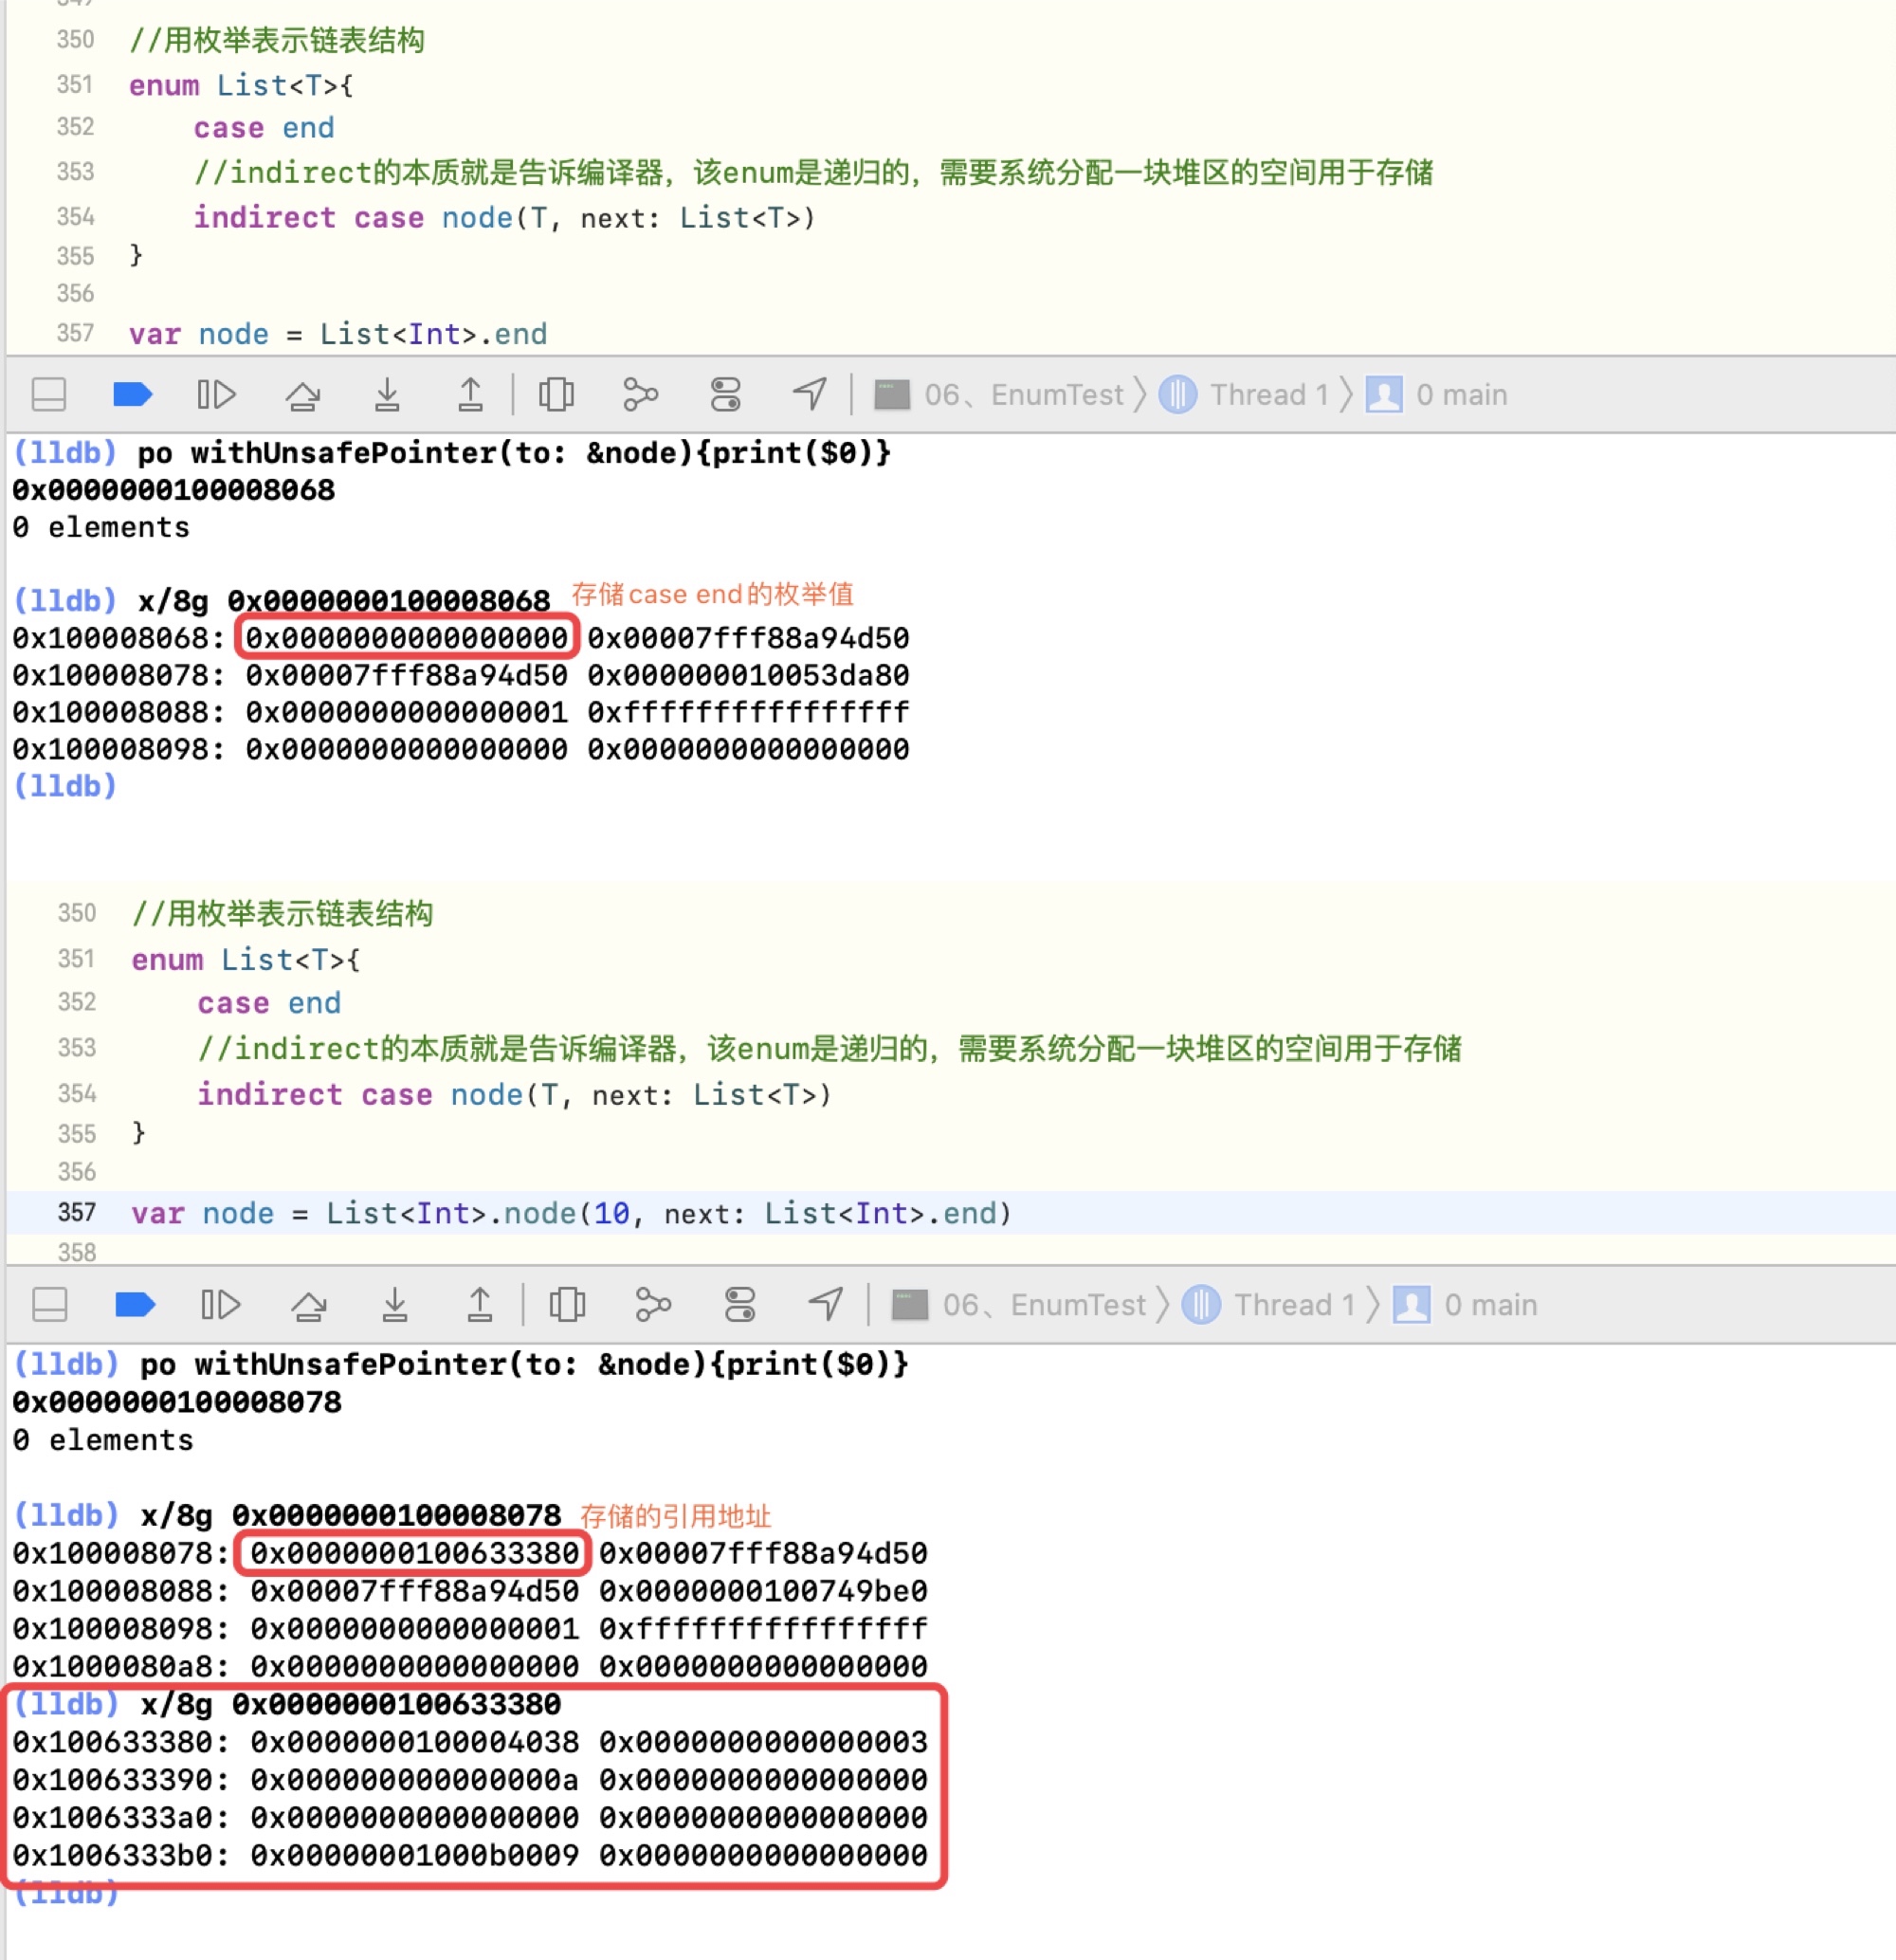 350 //用枚举表示链表结构
351 enum List<T>{
352 case end
353 //indirect的本质就是告诉编译器，该enum是递归的，需要系统分配一块堆区的空间用于存储
354 indirect case node(T, next: List<T>)
355 }
356
357 var node = List<Int>.end
06、EnumTest 〉 Thread 1 〉 0 main
(lldb) po withUnsafePointer(to: &node){print($0)}
0x0000000100008068
0 elements
(lldb) x/8g 0x0000000100008068 存储case end的枚举值
0x100008068: 0x0000000000000000 0x00007fff88a94d50
0x100008078: 0x00007fff88a94d50 0x000000010053da80
0x100008088: 0x0000000000000001 0xffffffffffffffff
0x100008098: 0x0000000000000000 0x0000000000000000
(lldb)
350 //用枚举表示链表结构
351 enum List<T>{
352 case end
353 //indirect的本质就是告诉编译器，该enum是递归的，需要系统分配一块堆区的空间用于存储
354 indirect case node(T, next: List<T>)
355 }
356
357 var node = List<Int>.node(10, next: List<Int>.end)
358
06、EnumTest 〉 Thread 1 〉 0 main
(lldb) po withUnsafePointer(to: &node){print($0)}
0x0000000100008078
0 elements
(lldb) x/8g 0x0000000100008078 存储的引用地址
0x100008078: 0x0000000100633380 0x00007fff88a94d50
0x100008088: 0x00007fff88a94d50 0x0000000100749be0
0x100008098: 0x0000000000000001 0xffffffffffffffff
0x1000080a8: 0x0000000000000000 0x0000000000000000
(lldb) x/8g 0x0000000100633380
0x100633380: 0x0000000100004038 0x0000000000000003
0x100633390: 0x000000000000000a 0x0000000000000000
0x1006333a0: 0x0000000000000000 0x0000000000000000
0x1006333b0: 0x00000001000b0009 0x0000000000000000
(lldb)